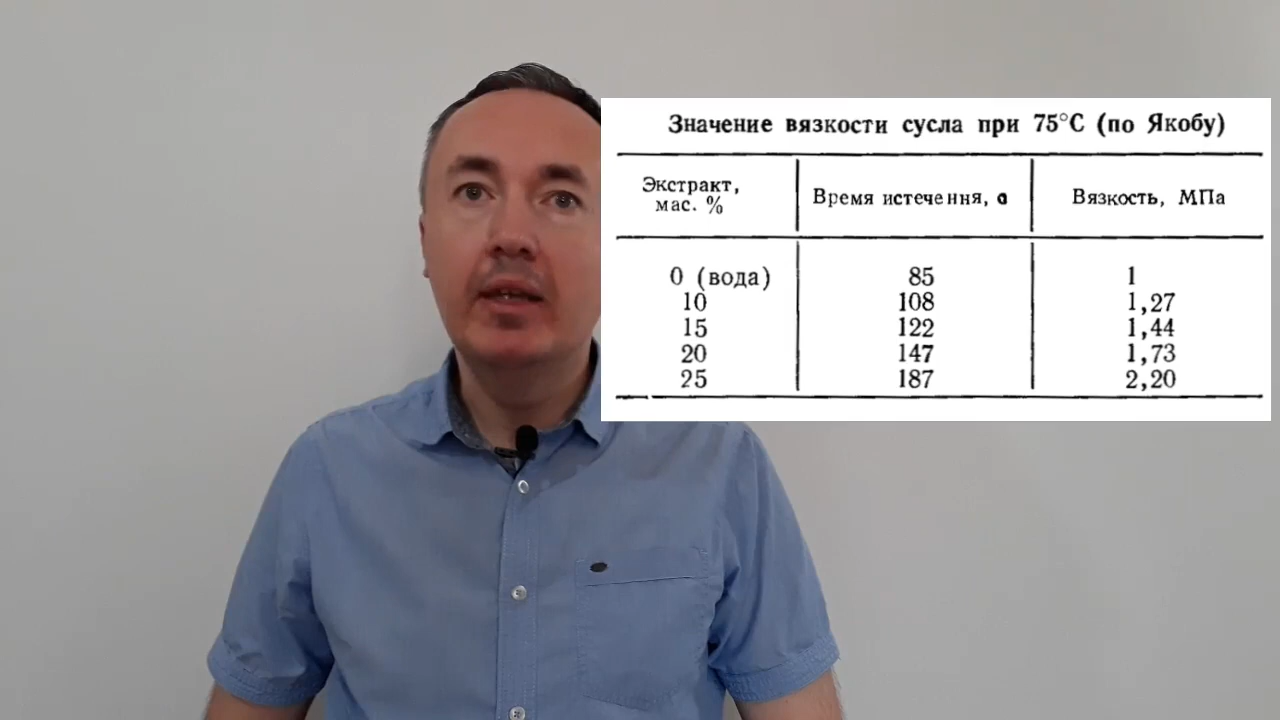 Значение вязкости сусла при 75°С (по Якобу)
Экстракт, мас. % Время истечения, с Вязкость, МПа
0 (вода) 85 1
10 108 1,27
15 122 1,44
20 147 1,73
25 187 2,20